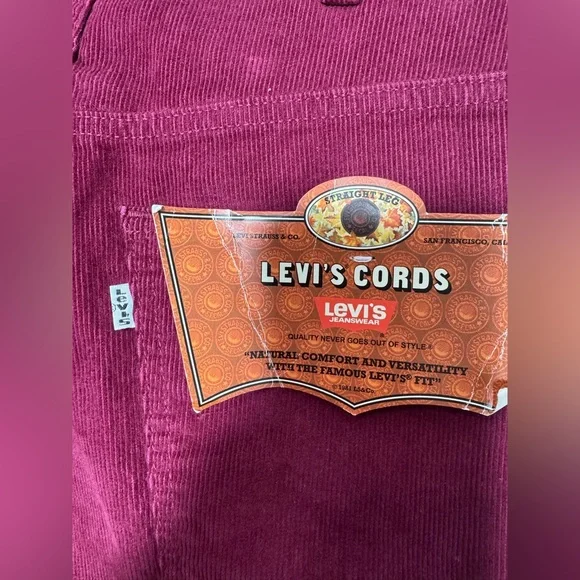 STRAIGHT LEG
LEVI STRAUSS & CO.
SAN FRANCISCO, CAL
LEVI'S CORDS
LEVI'S
JEANSWEAR
QUALITY NEVER GOES OUT OF STYLE®
"NATURAL COMFORT AND VERSATILITY
WITH THE FAMOUS LEVI'S® FIT"
LEVI'S